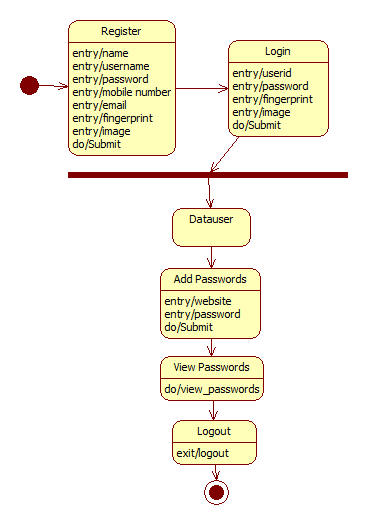 Register
entry/name
entry/username
entry/password
entry/mobile number
entry/email
entry/fingerprint
entry/image
do/Submit
Login
entry/userid
entry/password
entry/fingerprint
entry/image
do/Submit
Datauser
Add Passwords
entry/website
entry/password
do/Submit
View Passwords
do/view_passwords
Logout
exit/logout